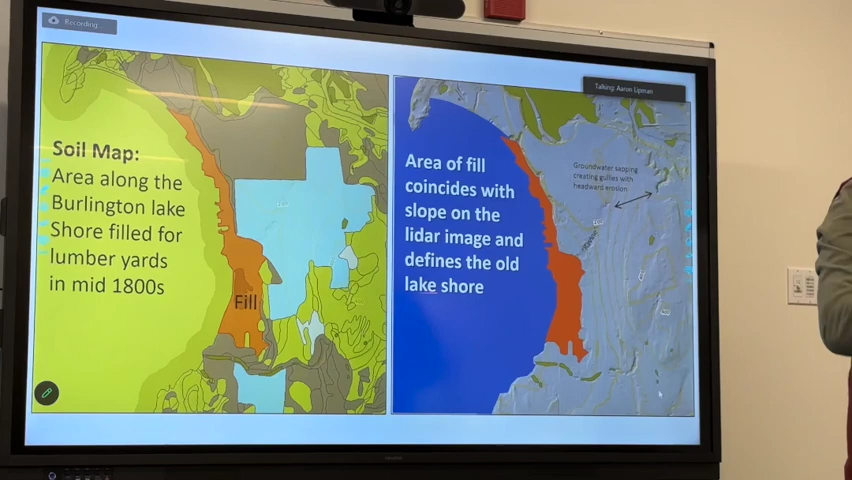 Recording...
Talking: Aaron Lipman
Soil Map:
Area along the
Burlington lake
Shore filled for
lumber yards
in mid 1800s
Fill
Area of fill
coincides with
slope on the
lidar image and
defines the old
lake shore
Groundwater sapping
creating gullies with
headward erosion